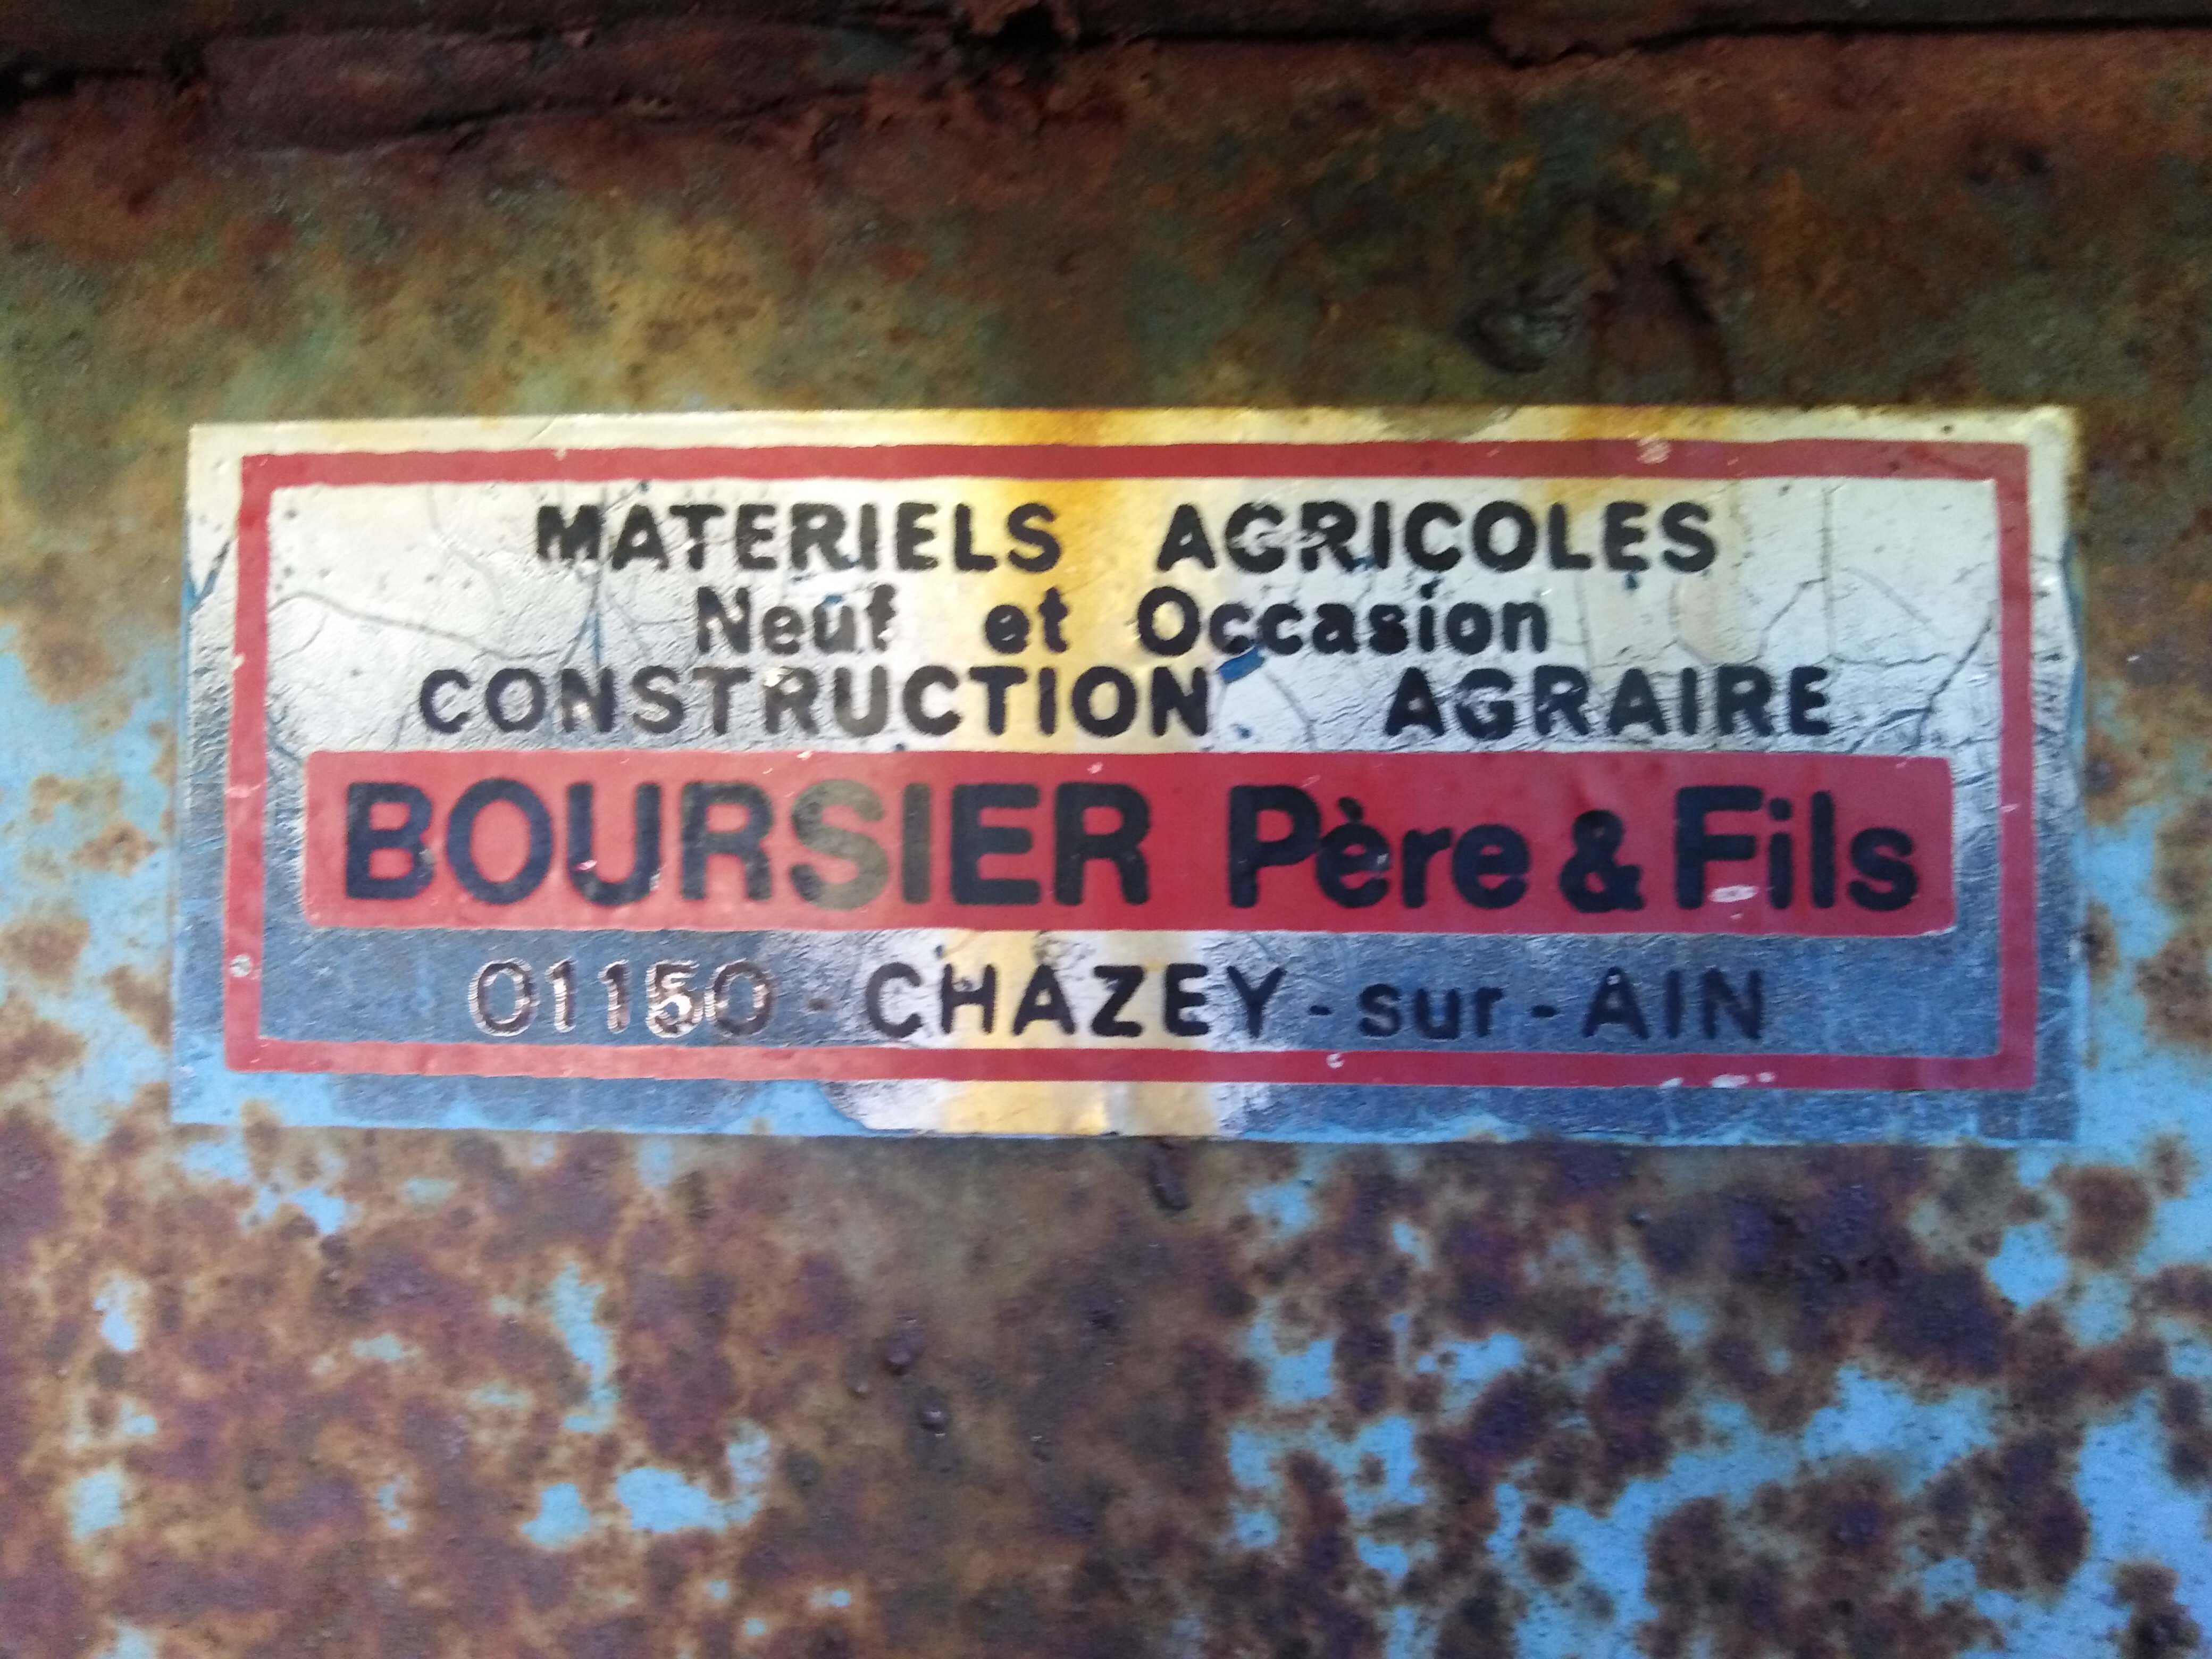 MATERIELS AGRICOLES
Neuf et Occasion
CONSTRUCTION AGRAIRE
BOURSIER Père & Fils
01150 - CHAZEY - sur - AIN